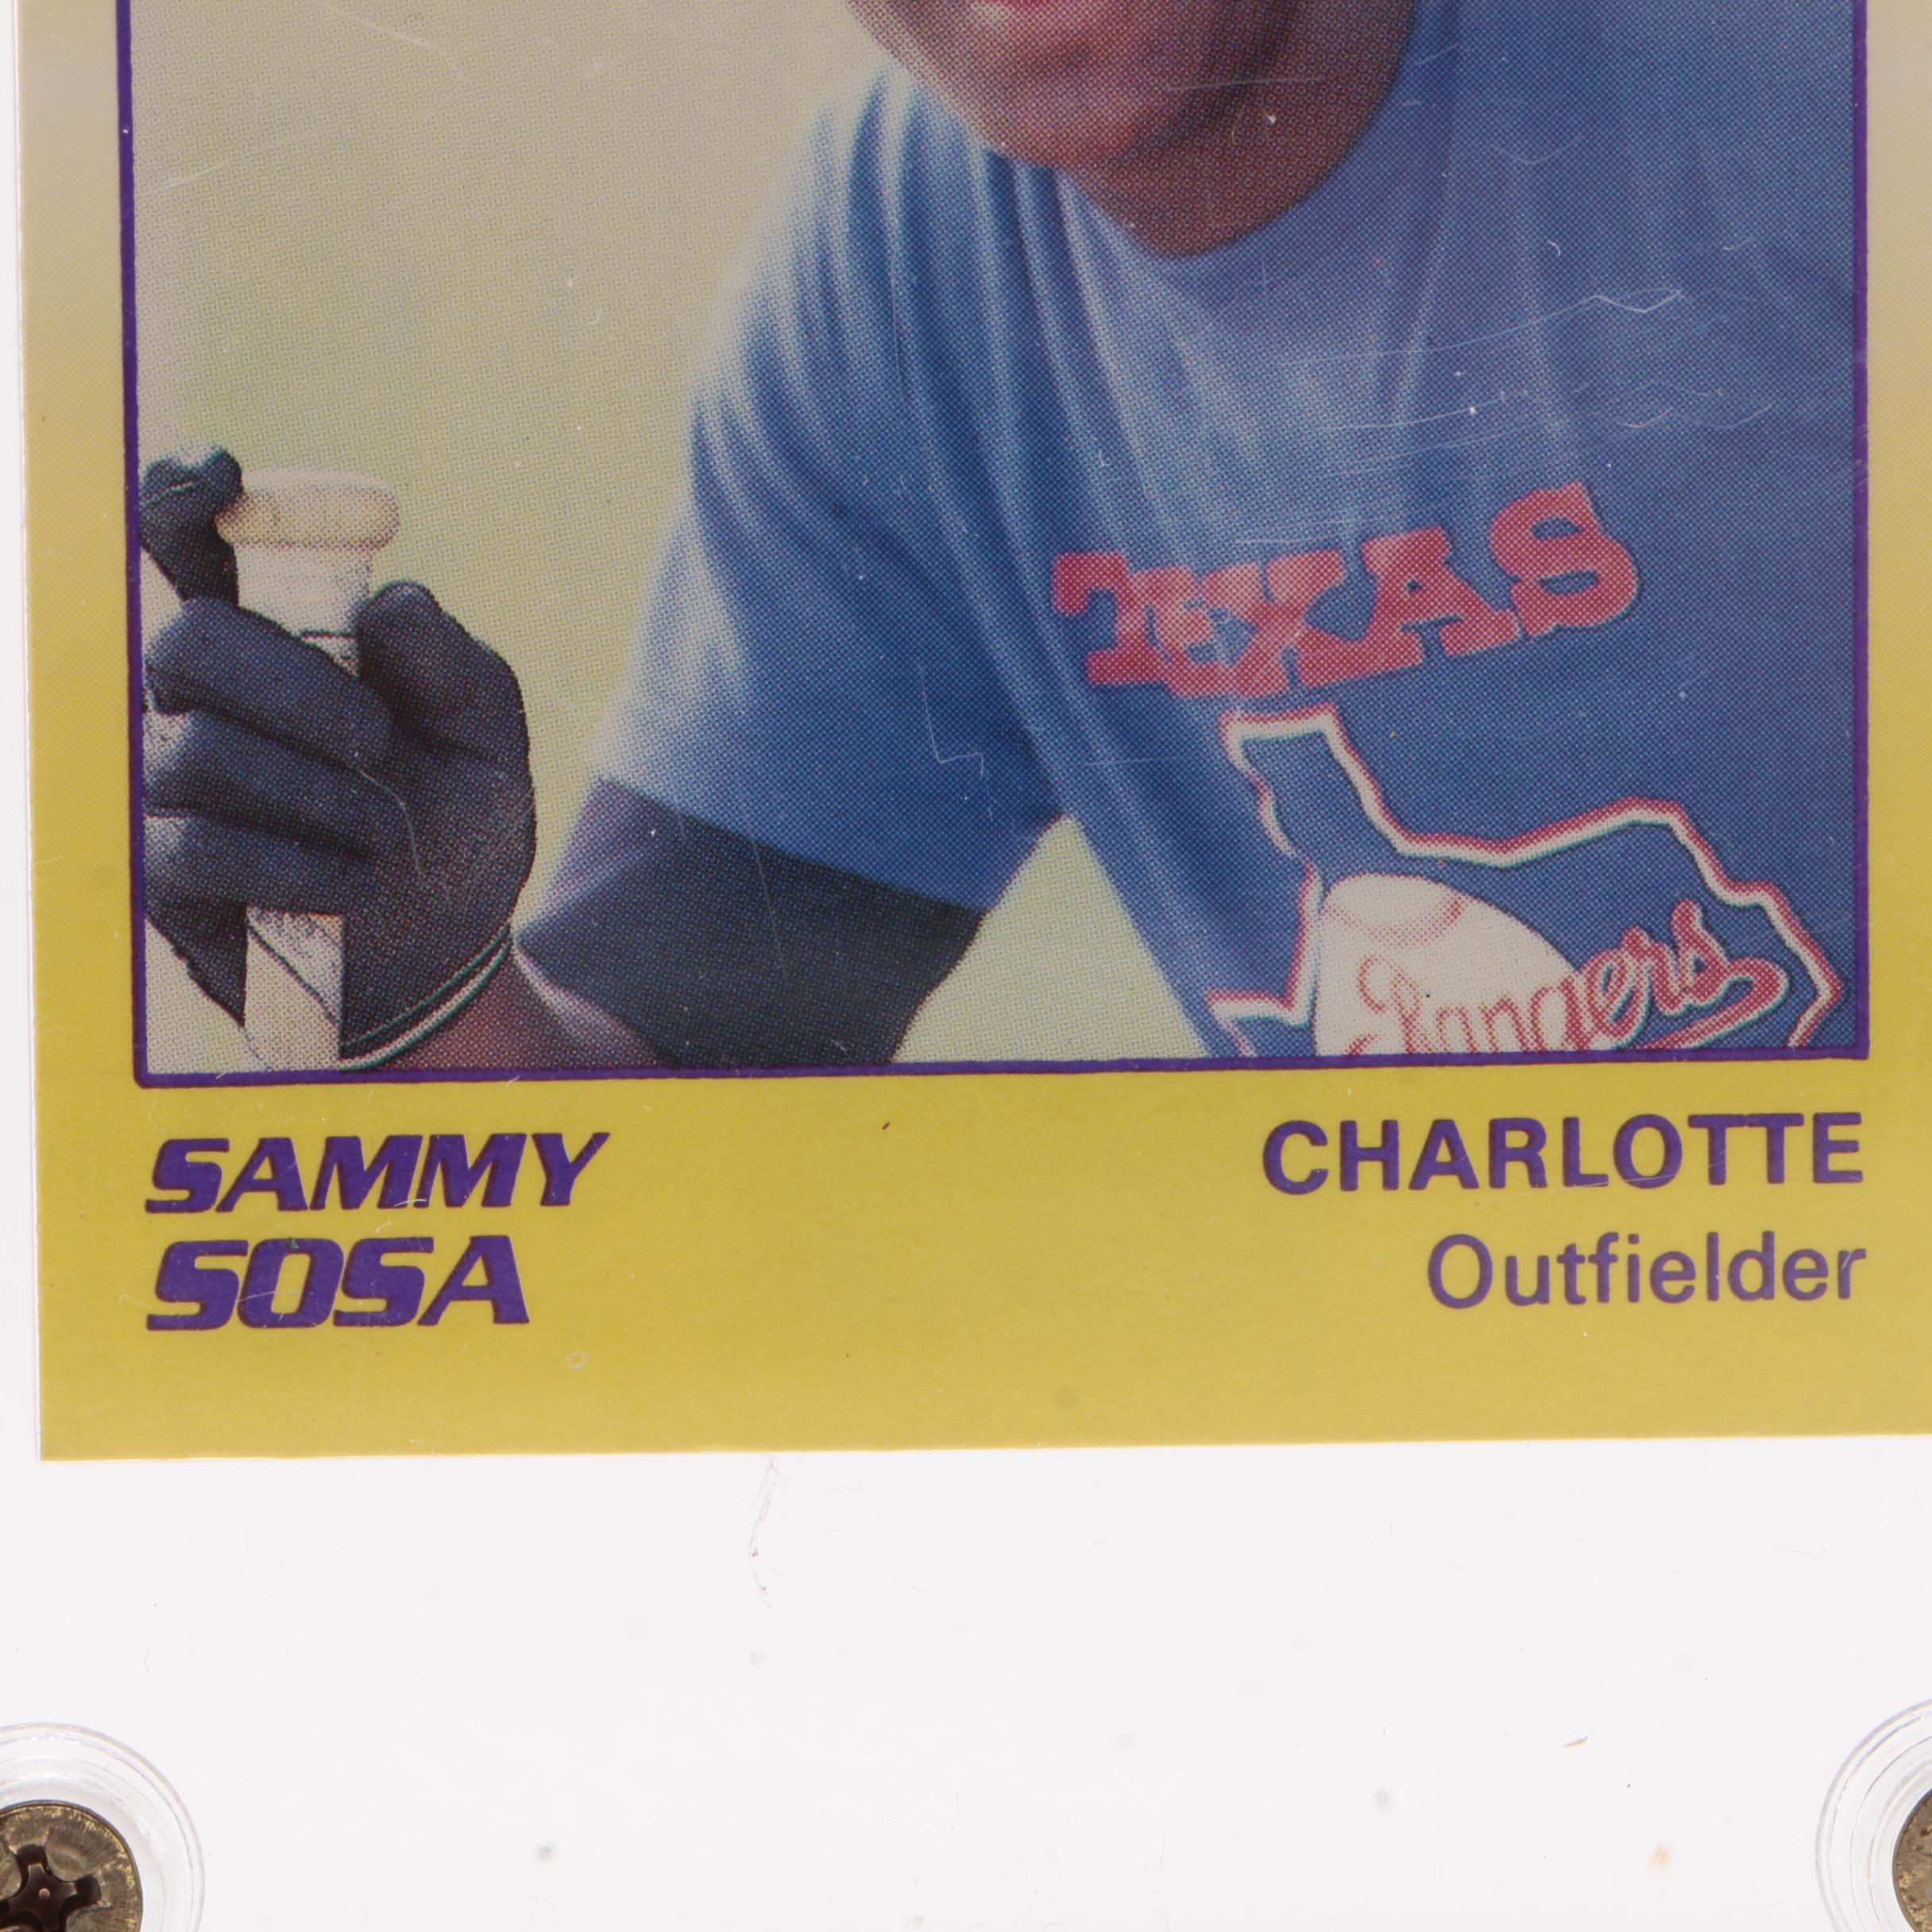 TEXAS
Rangers
SAMMY
SOSA
CHARLOTTE
Outfielder